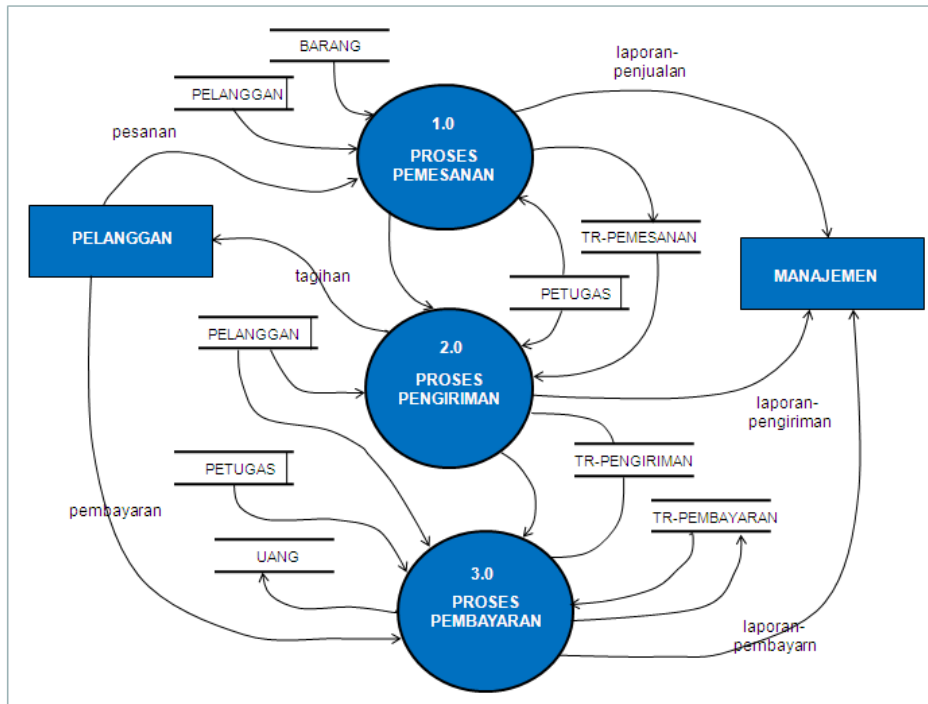 BARANG
laporan-
penjualan
PELANGGAN
1.0
PROSES
PEMESANAN
pesanan
PELANGGAN
TR-PEMESANAN
MANAJEMEN
tagihan
PETUGAS
PELANGGAN
2.0
PROSES
PENGIRIMAN
laporan-
pengiriman
PETUGAS
TR-PENGIRIMAN
pembayaran
TR-PEMBAYARAN
UANG
3.0
PROSES
PEMBAYARAN
laporan-
pembayarn